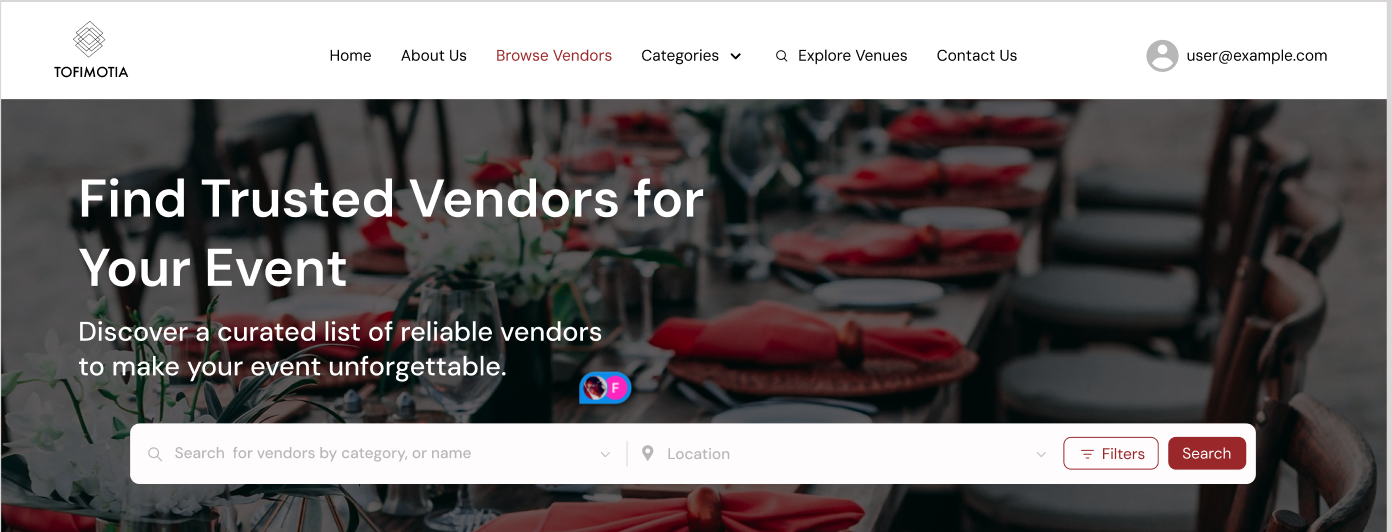 TOFIMOTIA
Home About Us Browse Vendors Categories Explore Venues Contact Us user@example.com
Find Trusted Vendors for
Your Event
Discover a curated list of reliable vendors
to make your event unforgettable.
F
Search for vendors by category, or name Location Filters Search